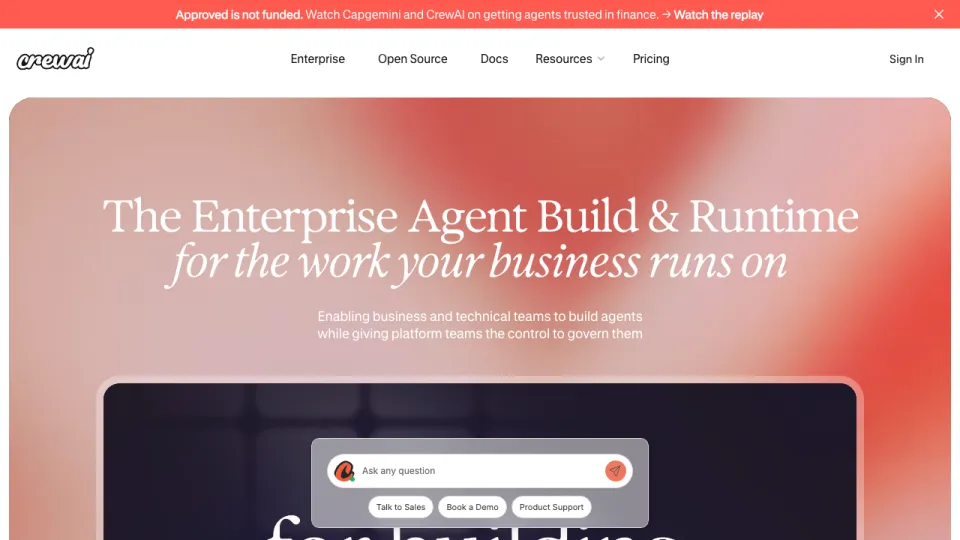 Approved is not funded. Watch Capgemini and CrewAI on getting agents trusted in finance. → Watch the replay
crewai
Enterprise
Open Source
Docs
Resources
Pricing
Sign In
The Enterprise Agent Build & Runtime
for the work your business runs on
Enabling business and technical teams to build agents
while giving platform teams the control to govern them
Ask any question
Talk to Sales
Book a Demo
Product Support
for building